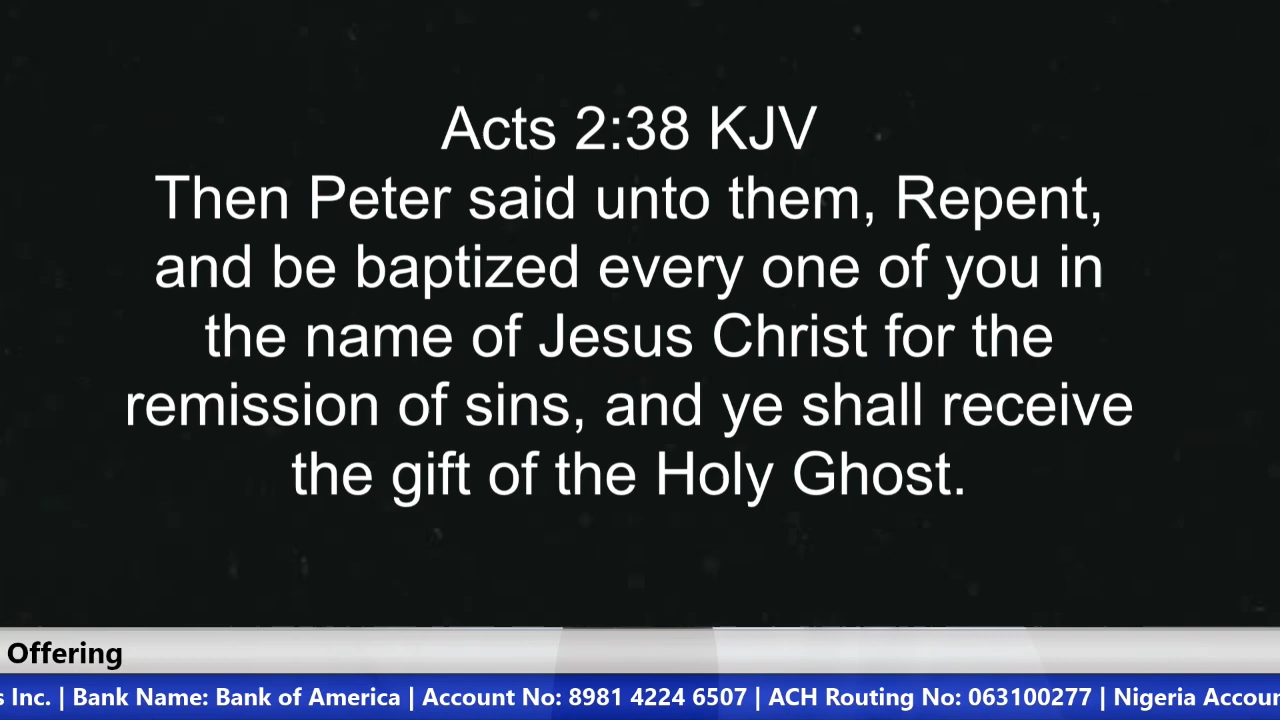 Acts 2:38 KJV
Then Peter said unto them, Repent,
and be baptized every one of you in
the name of Jesus Christ for the
remission of sins, and ye shall receive
the gift of the Holy Ghost.
Offering
s Inc. | Bank Name: Bank of America | Account No: 8981 4224 6507 | ACH Routing No: 063100277 | Nigeria Accoun